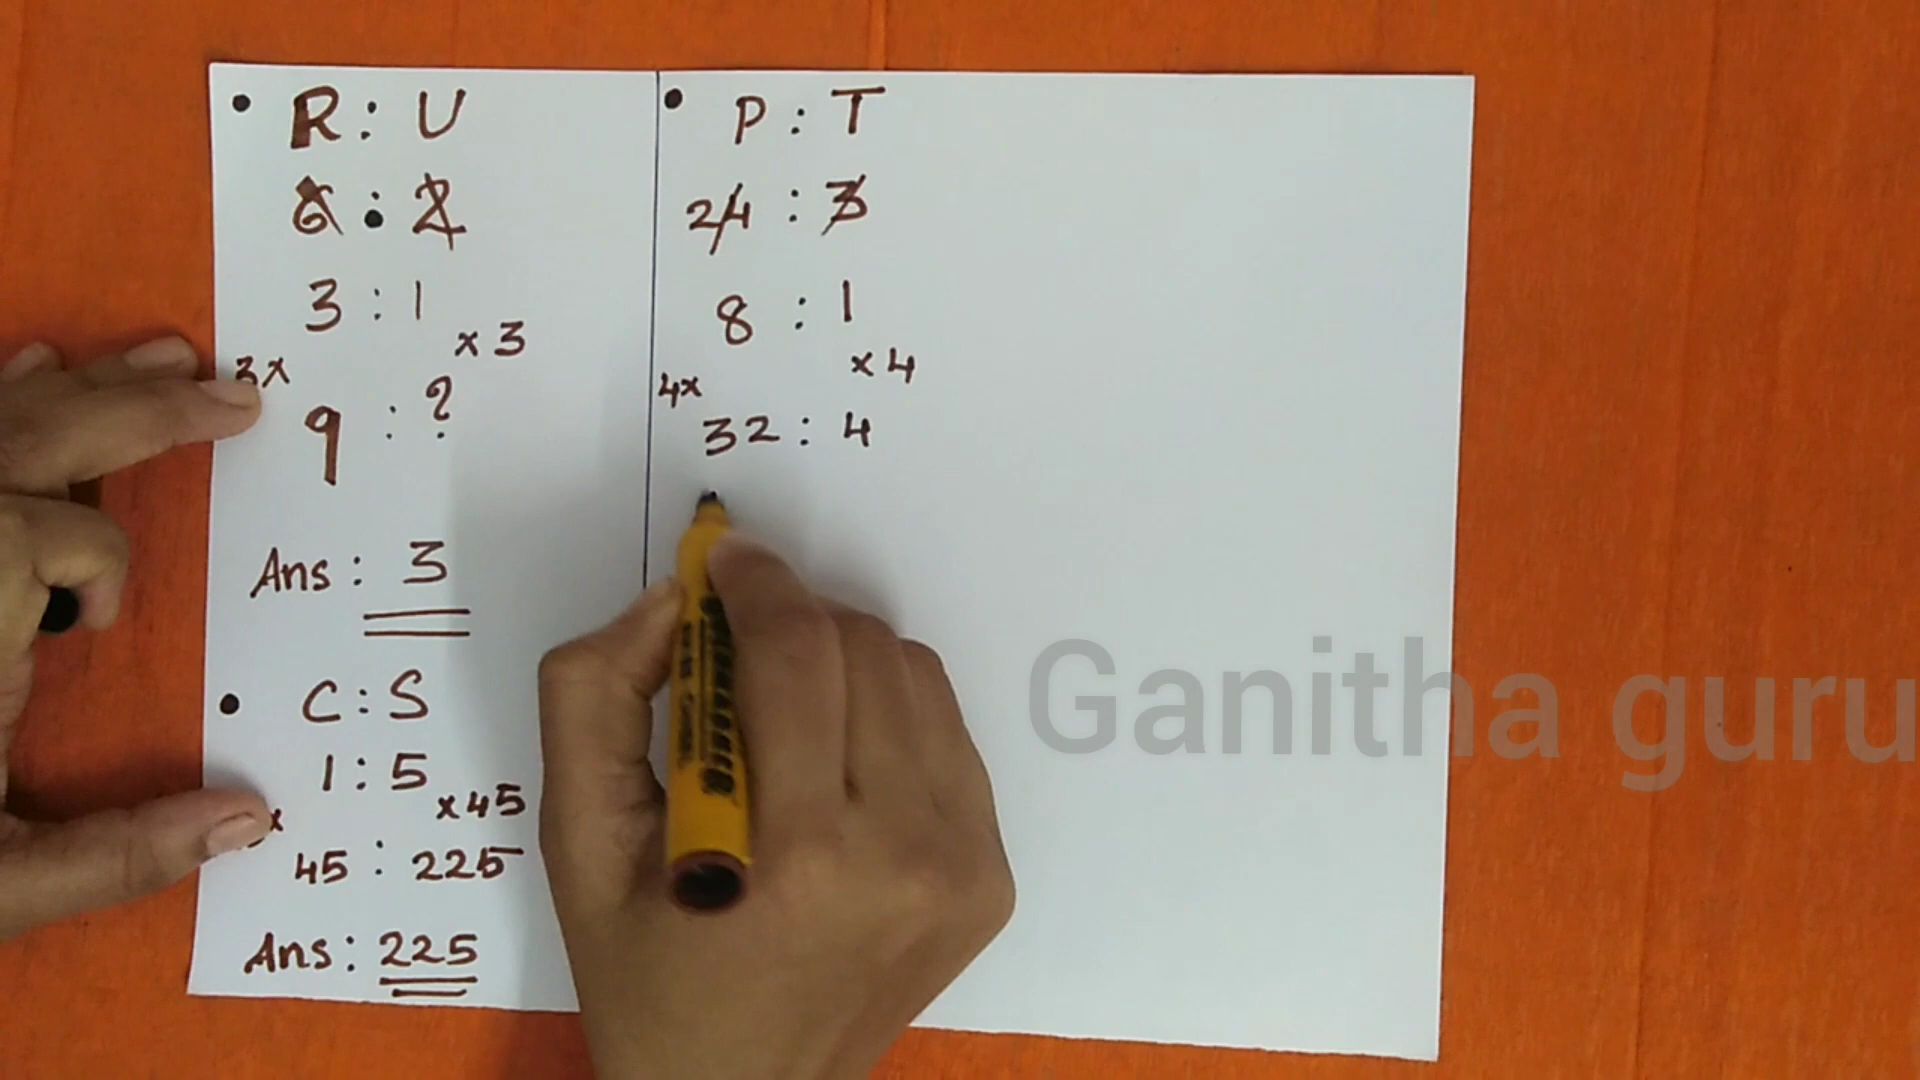 • R : U
6 : 2
3 : 1
3x x 3
9 : ?
Ans : 3
• C : S
1 : 5
x x45
45 : 225
Ans : 225
• P : T
24 : 3
8 : 1
4x x 4
32 : 4
Ganitha guru